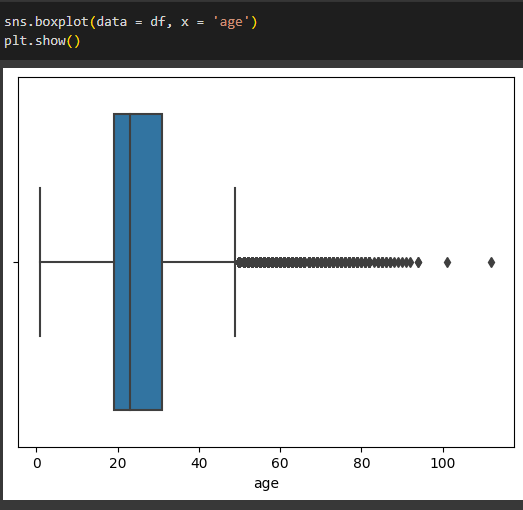 sns.boxplot(data = df, x = 'age')
plt.show()
0 20 40 60 80 100
age